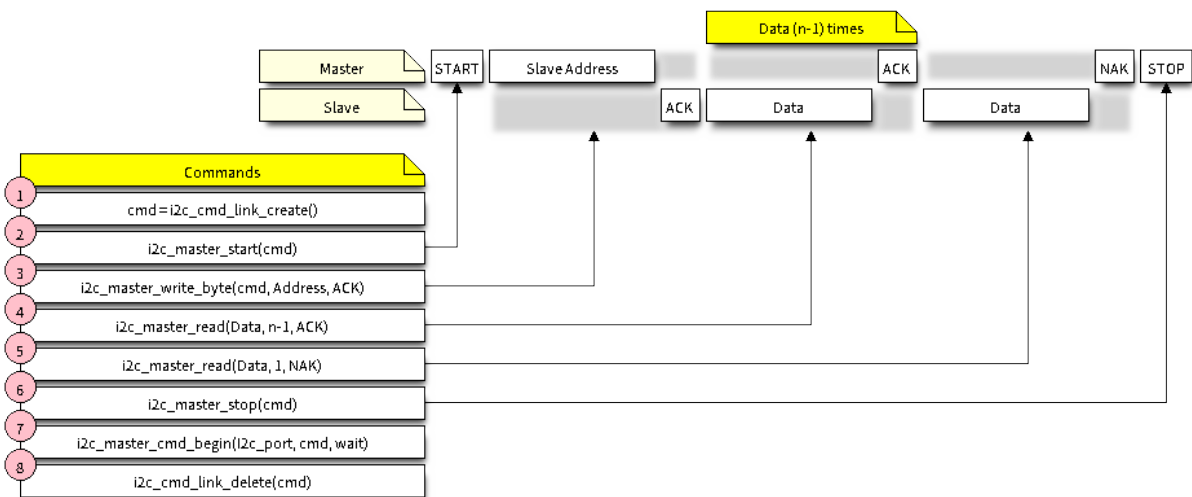 Data (n-1) times
Master START Slave Address ACK NAK STOP
Slave ACK Data Data
Commands
1
cmd=i2c_cmd_link_create()
2
i2c_master_start(cmd)
3
i2c_master_write_byte(cmd, Address, ACK)
4
i2c_master_read(Data, n-1, ACK)
5
i2c_master_read(Data, 1, NAK)
6
i2c_master_stop(cmd)
7
i2c_master_cmd_begin(I2c_port, cmd, wait)
8
i2c_cmd_link_delete(cmd)